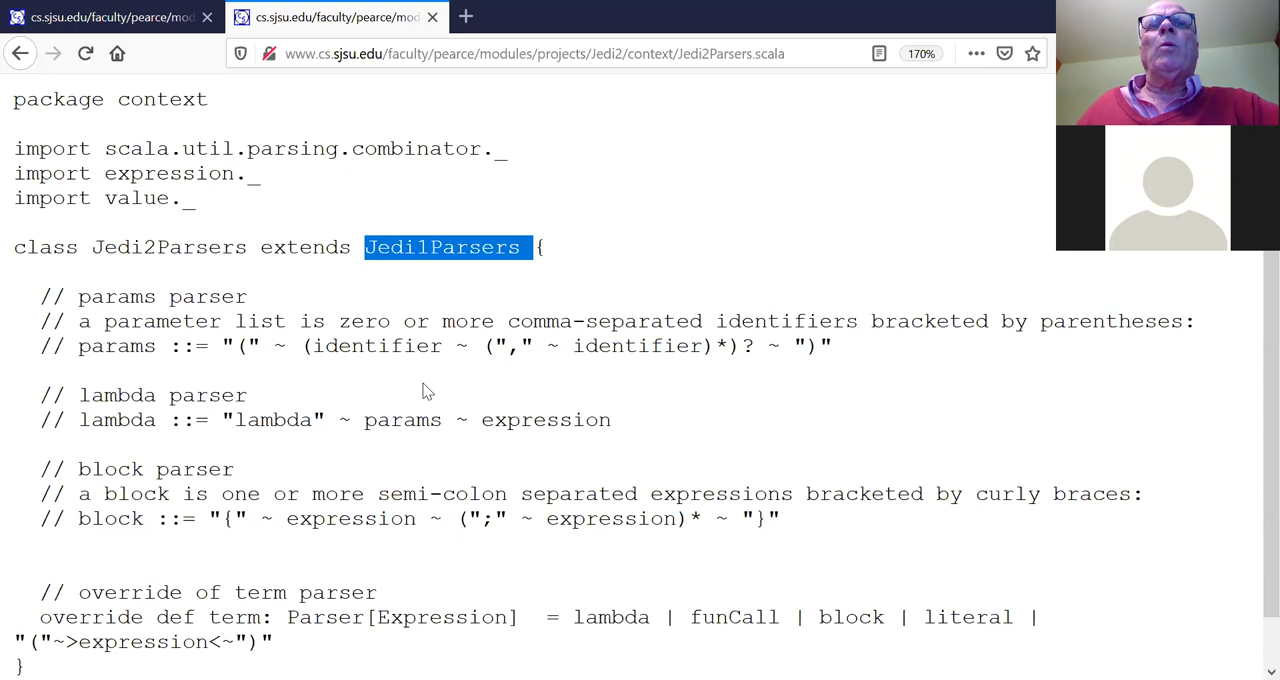 cs.sjsu.edu/faculty/pearce/mod
cs.sjsu.edu/faculty/pearce/mod
www.cs.sjsu.edu/faculty/pearce/modules/projects/Jedi2/context/Jedi2Parsers.scala
170%
package context
import scala.util.parsing.combinator._
import expression._
import value._
class Jedi2Parsers extends Jedi1Parsers {
// params parser
// a parameter list is zero or more comma-separated identifiers bracketed by parentheses:
// params ::= "(" ~ (identifier ~ ("," ~ identifier)*)? ~ ")"
// lambda parser
// lambda ::= "lambda" ~ params ~ expression
// block parser
// a block is one or more semi-colon separated expressions bracketed by curly braces:
// block ::= "{" ~ expression ~ (";" ~ expression)* ~ "}"
// override of term parser
override def term: Parser[Expression]  = lambda | funCall | block | literal |
"("~>expression<~")"
}